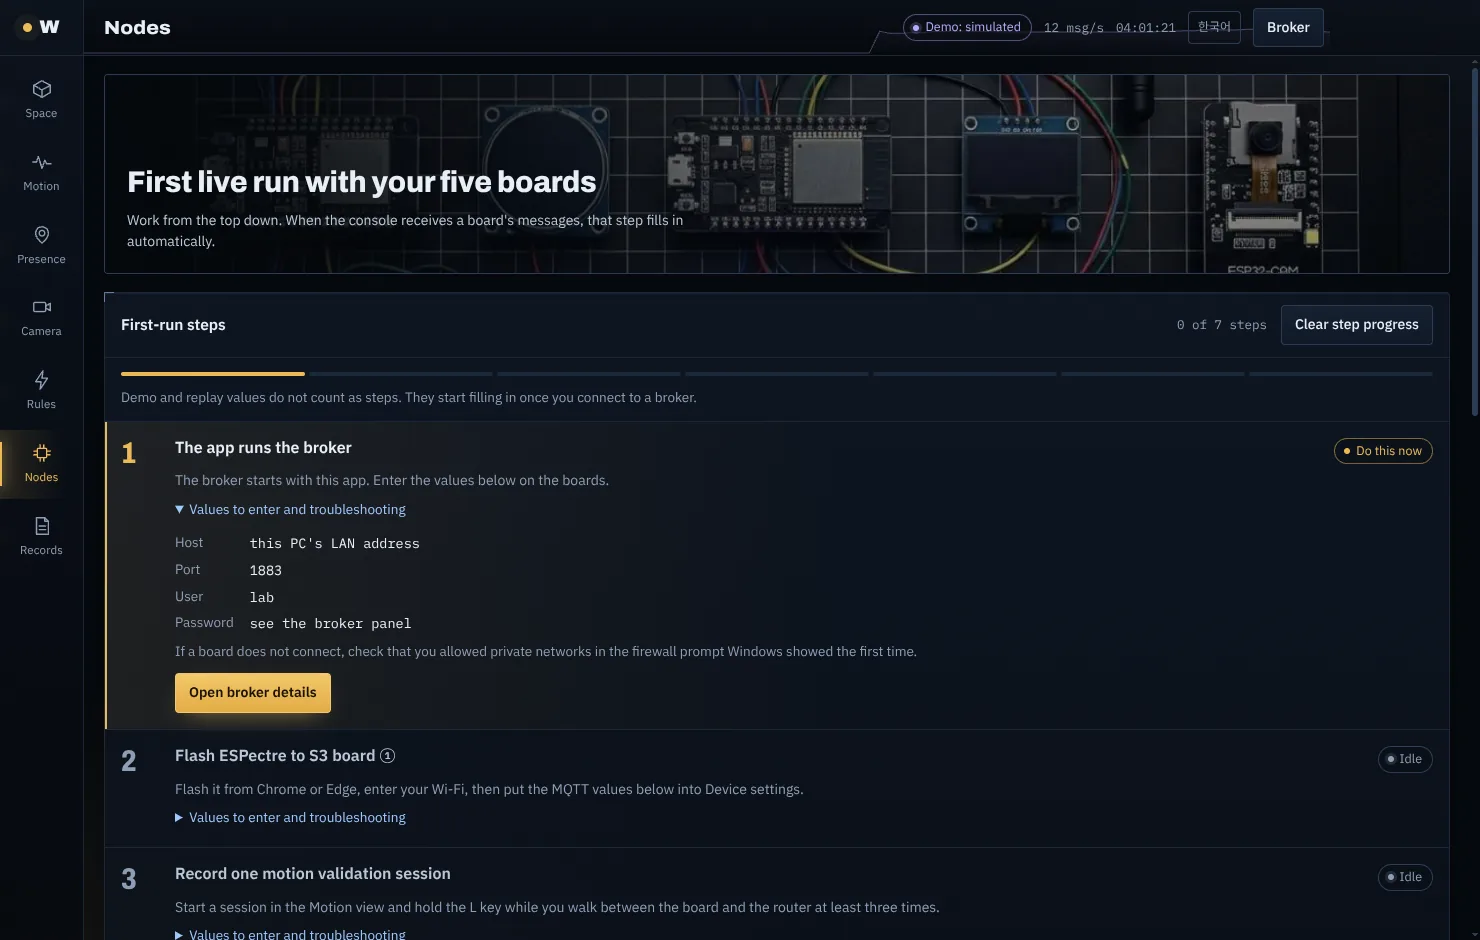 W
Nodes
Demo: simulated
12 msg/s
04:01:21
한국어
Broker
Space
Motion
Presence
Camera
Rules
Nodes
Records
First live run with your five boards
Work from the top down. When the console receives a board's messages, that step fills in
automatically.
ESP32-CAM
First-run steps
0 of 7 steps
Clear step progress
Demo and replay values do not count as steps. They start filling in once you connect to a broker.
1
The app runs the broker
Do this now
The broker starts with this app. Enter the values below on the boards.
▼ Values to enter and troubleshooting
Host this PC's LAN address
Port 1883
User lab
Password see the broker panel
If a board does not connect, check that you allowed private networks in the firewall prompt Windows showed the first time.
Open broker details
2
Flash ESPectre to S3 board ①
Idle
Flash it from Chrome or Edge, enter your Wi-Fi, then put the MQTT values below into Device settings.
▶ Values to enter and troubleshooting
3
Record one motion validation session
Idle
Start a session in the Motion view and hold the L key while you walk between the board and the router at least three times.
▶ Values to enter and troubleshooting